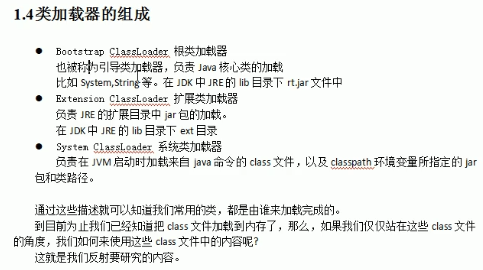 1.4类加载器的组成
● Bootstrap ClassLoader 根类加载器
也被称为引导类加载器，负责 Java 核心类的加载
比如 System,String 等。在 JDK 中 JRE 的 lib 目录下 rt.jar 文件中
● Extension ClassLoader 扩展类加载器
负责 JRE 的扩展目录中 jar 包的加载。
在 JDK 中 JRE 的 lib 目录下 ext 目录
● System ClassLoader 系统类加载器
负责在 JVM 启动时加载来自 java 命令的 class 文件，以及 classpath 环境变量所指定的 jar
包和类路径。
通过这些描述就可以知道我们常用的类，都是由谁来加载完成的。
到目前为止我们已经知道把 class 文件加载到内存了，那么，如果我们仅仅站在这些 class 文件
的角度，我们如何来使用这些 class 文件中的内容呢？
这就是我们反射要研究的内容。